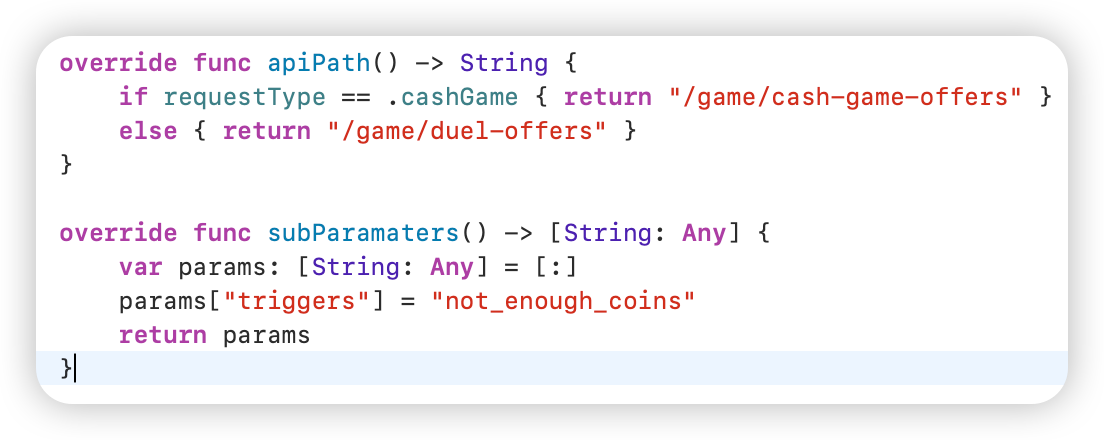 override func apiPath() -> String {
    if requestType == .cashGame { return "/game/cash-game-offers" }
    else { return "/game/duel-offers" }
}

override func subParamaters() -> [String: Any] {
    var params: [String: Any] = [:]
    params["triggers"] = "not_enough_coins"
    return params
}